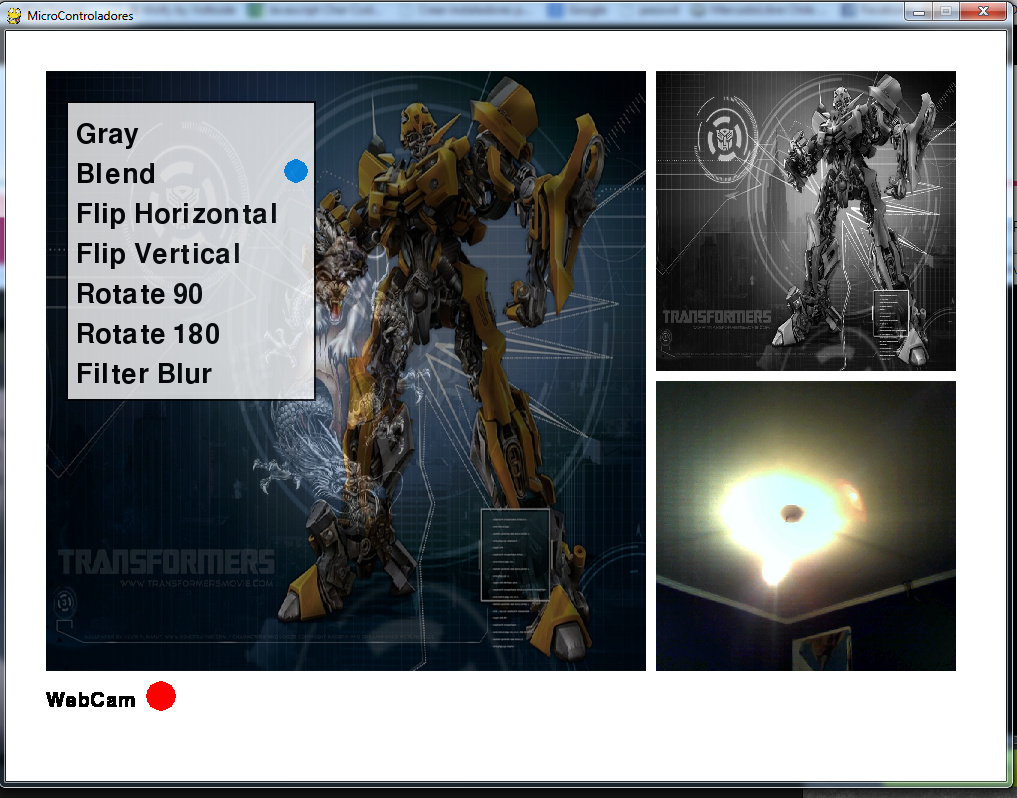 MicroControladores
Gray
Blend
Flip Horizontal
Flip Vertical
Rotate 90
Rotate 180
Filter Blur
TRANSFORMERS
WWW.TRANSFORMERSMOVIE.COM
TRANSFORMERS
WebCam